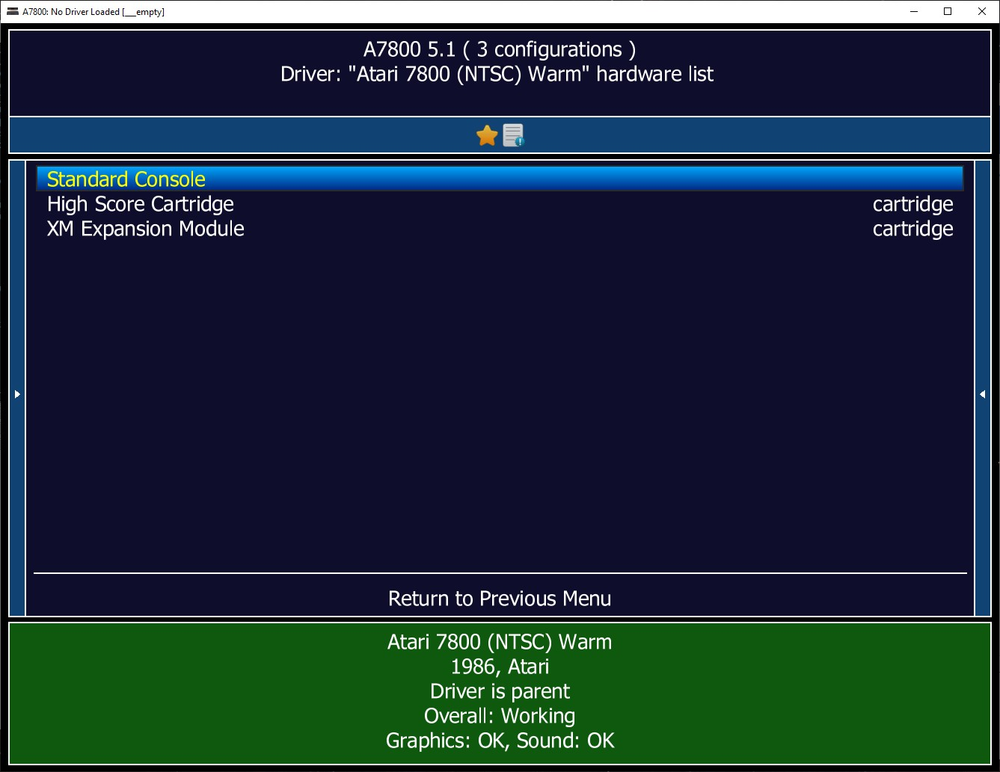 A7800: No Driver Loaded [___empty]
A7800 5.1 ( 3 configurations )
Driver: "Atari 7800 (NTSC) Warm" hardware list
Standard Console
High Score Cartridge cartridge
XM Expansion Module cartridge
Return to Previous Menu
Atari 7800 (NTSC) Warm
1986, Atari
Driver is parent
Overall: Working
Graphics: OK, Sound: OK